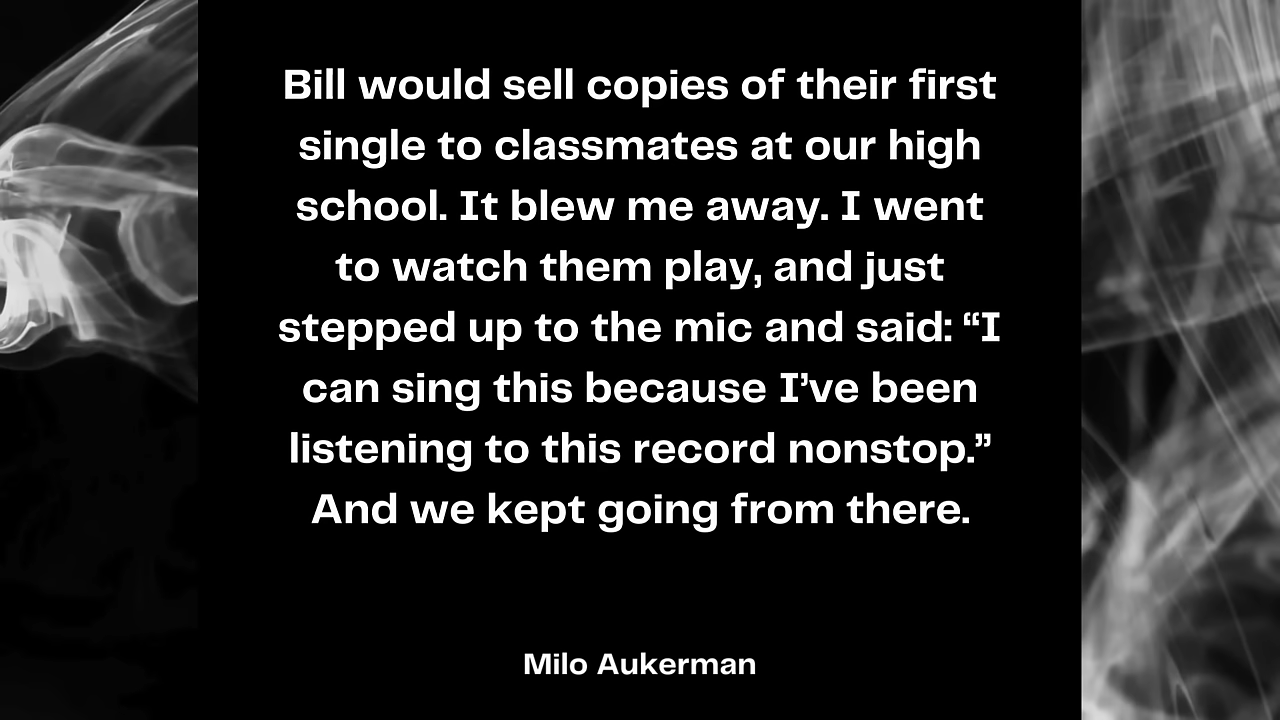 Bill would sell copies of their first
single to classmates at our high
school. It blew me away. I went
to watch them play, and just
stepped up to the mic and said: “I
can sing this because I’ve been
listening to this record nonstop.”
And we kept going from there.
Milo Aukerman